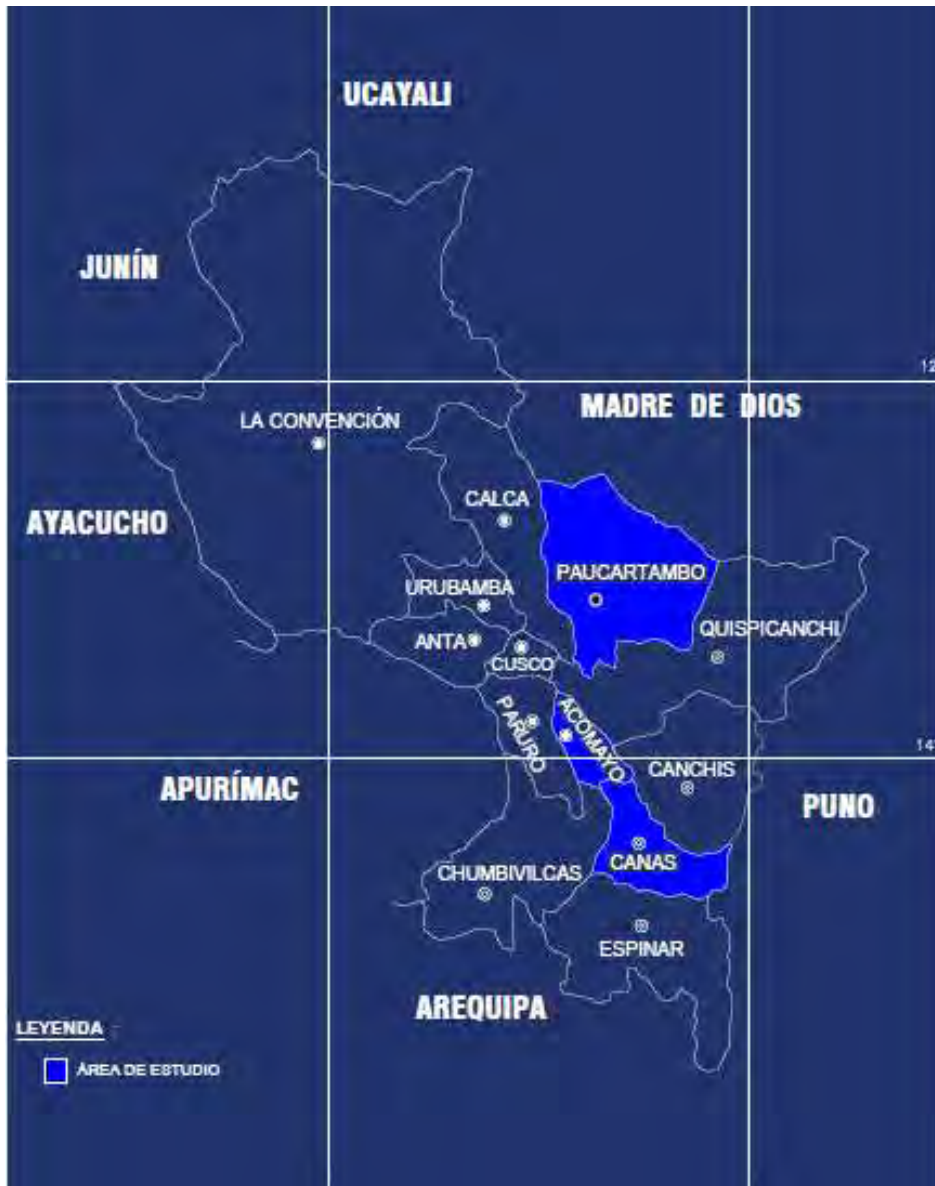 UCAYALI
JUNÍN
12
MADRE DE DIOS
LA CONVENCIÓN
CALCA
AYACUCHO
PAUCARTAMBO
URUBAMBA
QUISPICANCHI
ANTA
CUSCO
PARURO
ACOMAYO
14°
CANCHIS
APURÍMAC
PUNO
CANAS
CHUMBIVILCAS
ESPINAR
AREQUIPA
LEYENDA :
ÁREA DE ESTUDIO